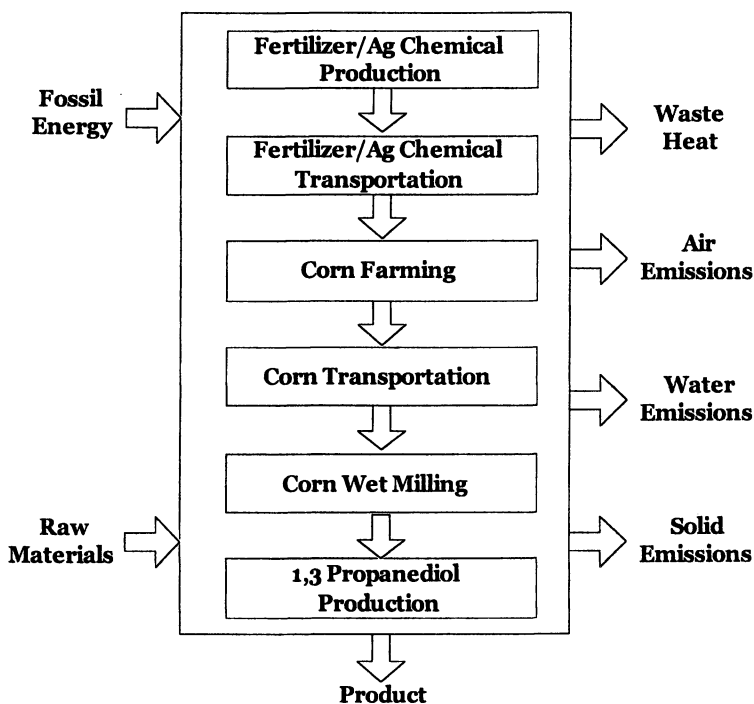 Fertilizer/Ag Chemical
Production
Fossil
Energy
Waste
Heat
Fertilizer/Ag Chemical
Transportation
Corn Farming
Air
Emissions
Corn Transportation
Water
Emissions
Corn Wet Milling
Raw
Materials
Solid
Emissions
1,3 Propanediol
Production
Product